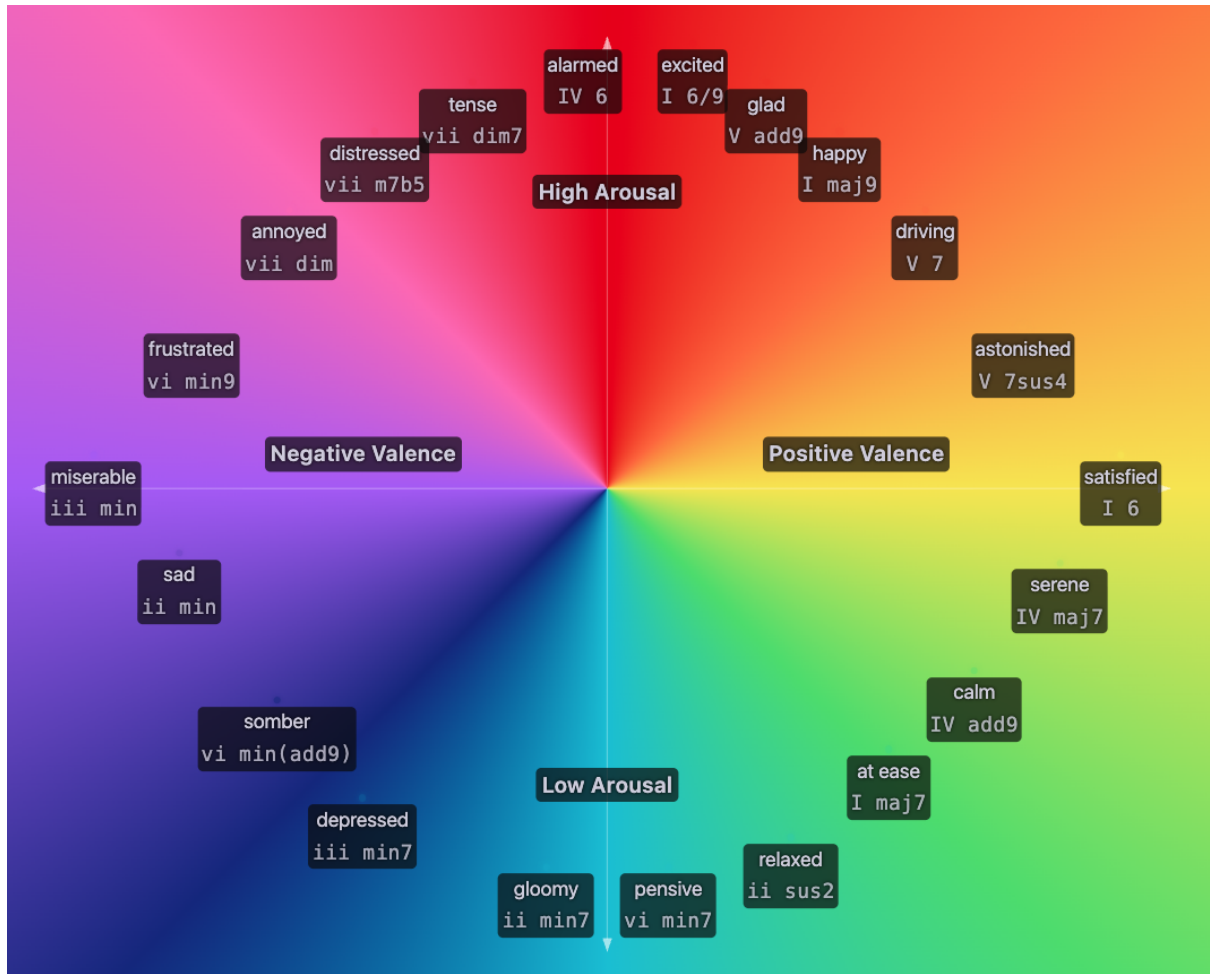 alarmed
IV 6
excited
I 6/9
tense
vii dim7
glad
V add9
distressed
vii m7b5
happy
I maj9
High Arousal
annoyed
vii dim
driving
V 7
frustrated
vi min9
astonished
V 7sus4
Negative Valence
Positive Valence
miserable
iii min
satisfied
I 6
sad
ii min
serene
IV maj7
calm
IV add9
somber
vi min(add9)
at ease
I maj7
Low Arousal
depressed
iii min7
relaxed
ii sus2
gloomy
ii min7
pensive
vi min7